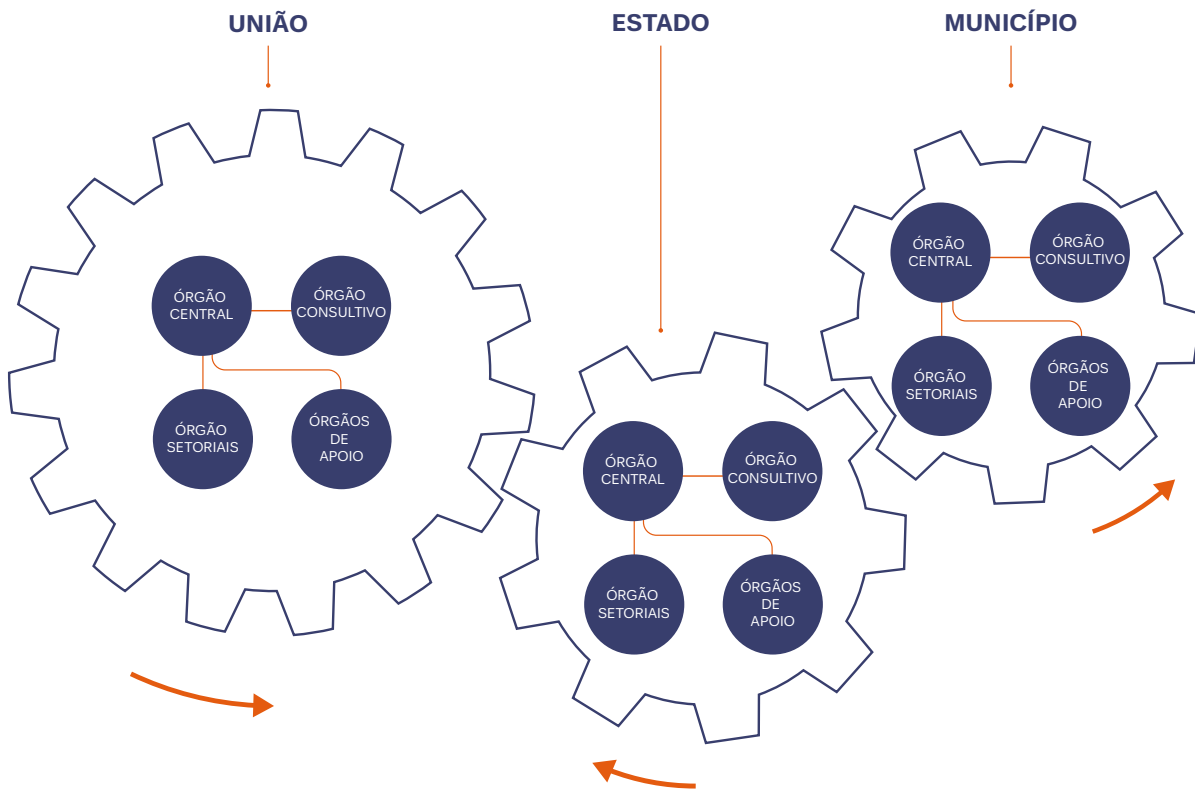 UNIÃO
ESTADO
MUNICÍPIO
ÓRGÃO
CENTRAL
ÓRGÃO
CONSULTIVO
ÓRGÃO
SETORIAIS
ÓRGÃOS
DE
APOIO
ÓRGÃO
CENTRAL
ÓRGÃO
CONSULTIVO
ÓRGÃO
SETORIAIS
ÓRGÃOS
DE
APOIO
ÓRGÃO
CENTRAL
ÓRGÃO
CONSULTIVO
ÓRGÃO
SETORIAIS
ÓRGÃOS
DE
APOIO